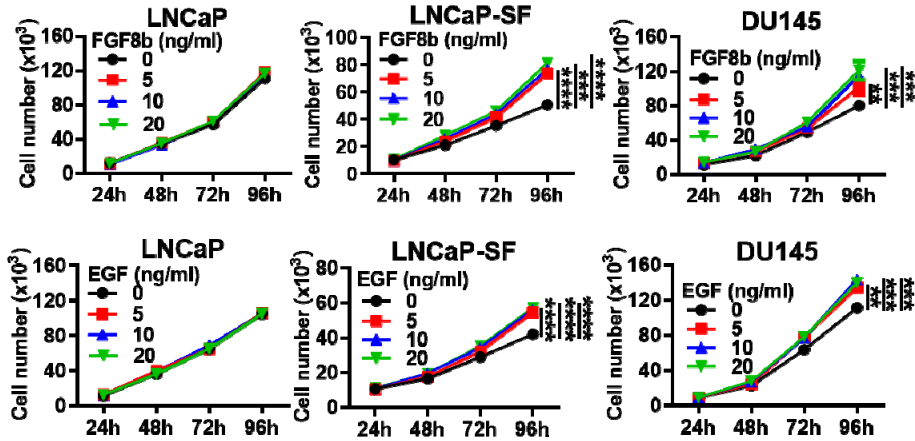 LNCaP
FGF8b (ng/ml)
0
5
10
20
Cell number (x10³)
160
120
80
40
0
24h 48h 72h 96h
LNCaP-SF
FGF8b (ng/ml)
0
5
10
20
Cell number (x10³)
100
80
60
40
20
0
24h 48h 72h 96h
**** *** ****
DU145
FGF8b (ng/ml)
0
5
10
20
Cell number (x10³)
160
120
80
40
0
24h 48h 72h 96h
** *** ***
LNCaP
EGF (ng/ml)
0
5
10
20
Cell number (x10³)
160
120
80
40
0
24h 48h 72h 96h
LNCaP-SF
EGF (ng/ml)
0
5
10
20
Cell number (x10³)
80
60
40
20
0
24h 48h 72h 96h
**** **** ****
DU145
EGF (ng/ml)
0
5
10
20
Cell number (x10³)
160
120
80
40
0
24h 48h 72h 96h
** *** ***